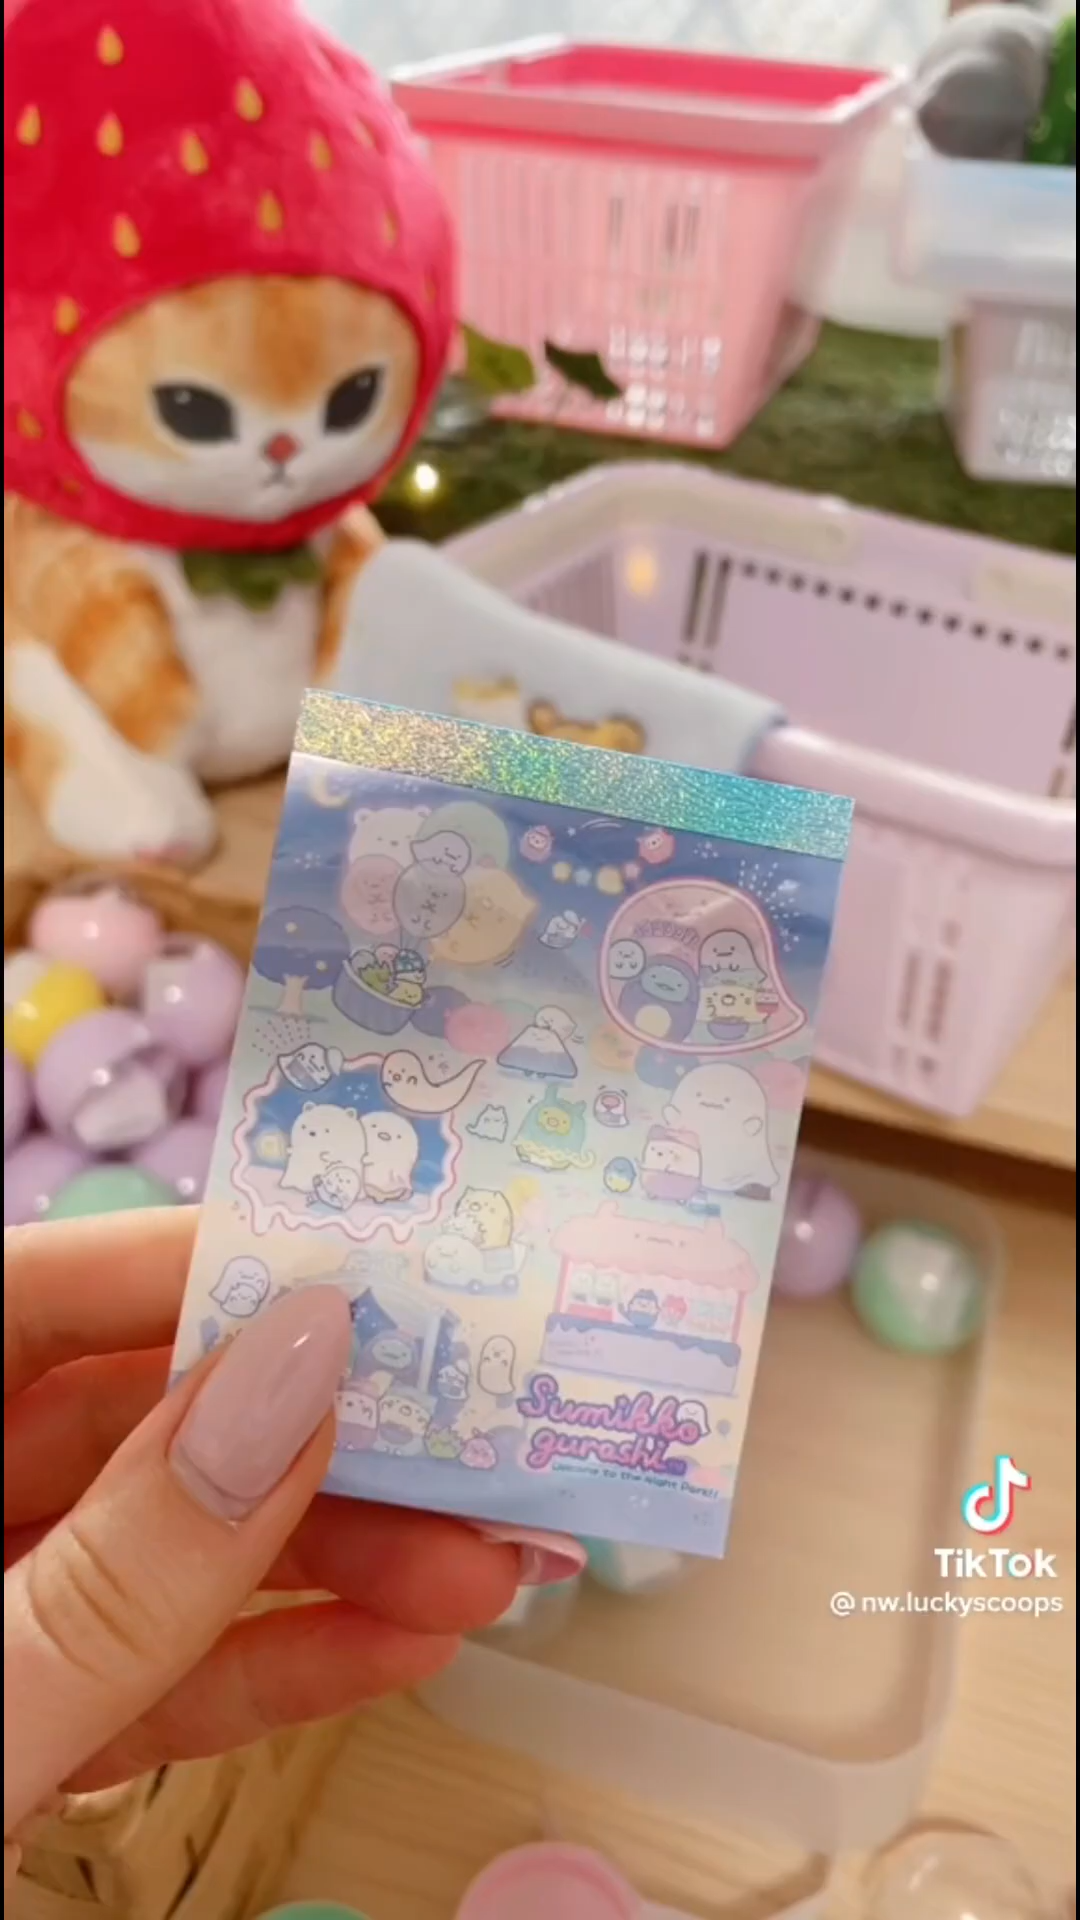 Sumikko
gurashi
Welcome to the Night Park!!
TikTok
@nw.luckyscoops